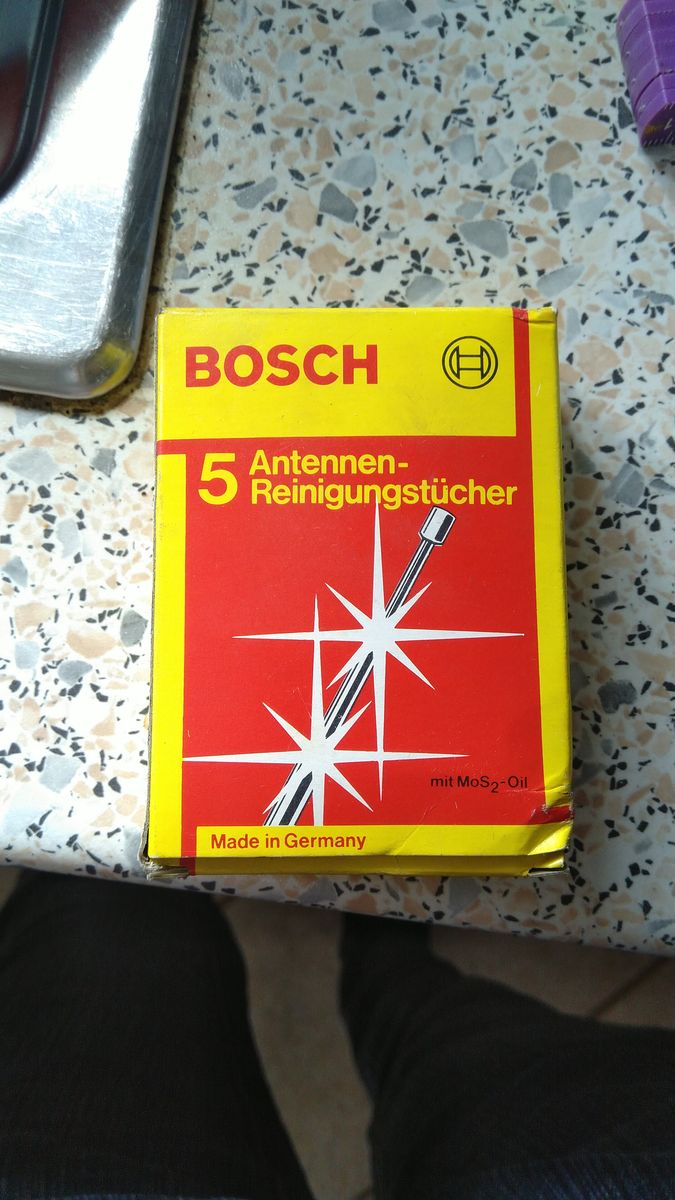 BOSCH
5 Antennen-
Reinigungstücher
mit MoS₂-Oil
Made in Germany